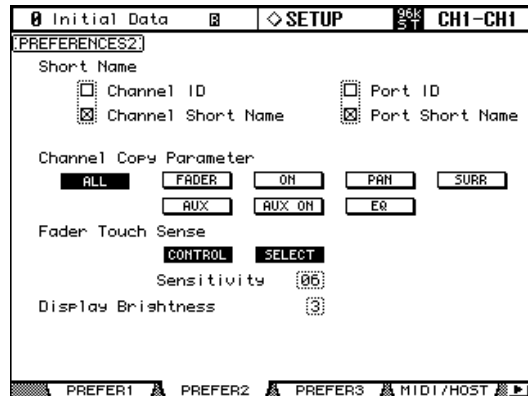 0 Initial Data R ◇SETUP 96k ST CH1-CH1
PREFERENCES2
Short Name
Channel ID Port ID
Channel Short Name Port Short Name
Channel Copy Parameter
ALL FADER ON PAN SURR
AUX AUX ON EQ
Fader Touch Sense
CONTROL SELECT
Sensitivity 06
Display Brightness 3
PREFER1 PREFER2 PREFER3 MIDI/HOST